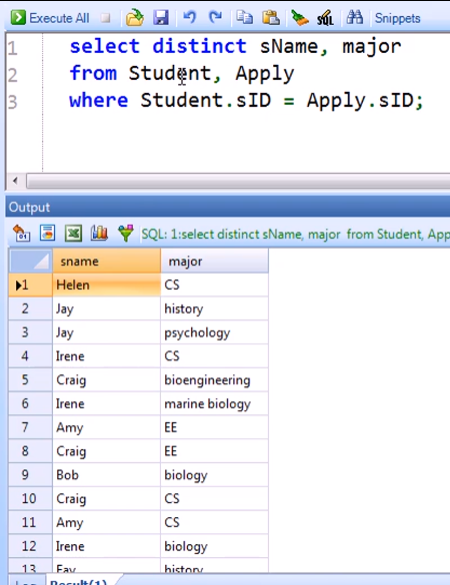 Execute All SQL Snippets
1 select distinct sName, major
2 from Student, Apply
3 where Student.sID = Apply.sID;
Output
SQL: 1:select distinct sName, major from Student, App
sname major
1 Helen CS
2 Jay history
3 Jay psychology
4 Irene CS
5 Craig bioengineering
6 Irene marine biology
7 Amy EE
8 Craig EE
9 Bob biology
10 Craig CS
11 Amy CS
12 Irene biology
13 Fay history
Log Result(1)